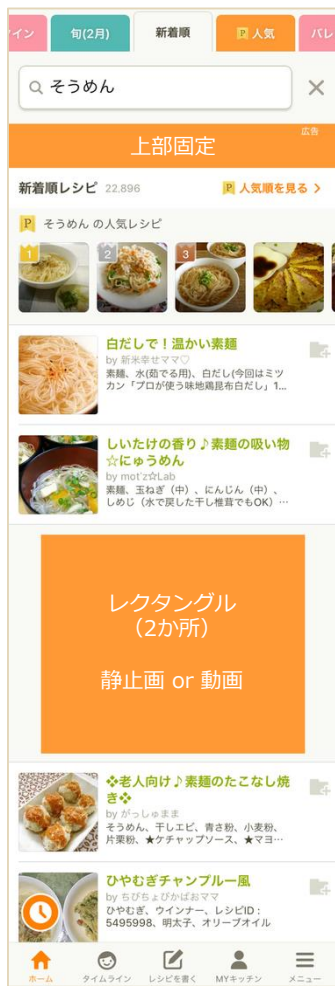 イン
旬(2月)
新着順
P 人気
バレ
そうめん
広告
上部固定
新着順レシピ 22,896
P 人気順を見る
P そうめん の人気レシピ
1
2
3
白だしで！温かい素麺
by 新米幸せママ♡
素麺、水(茹でる用)、白だし(今回はミツ
カン「プロが使う味地鶏昆布白だし」1...
しいたけの香り♪素麺の吸い物
☆にゅうめん
by mot'z☆Lab
素麺、玉ねぎ（中）、にんじん（中）、
しめじ（水で戻した干し椎茸でもOK）…
レクタングル
（2か所）
静止画 or 動画
❖老人向け♪素麺のたこなし焼
き❖
by がっしゅまま
そうめん、干しエビ、青さ粉、小麦粉、
片栗粉、★ケチャップソース、★マヨ…
ひやむぎチャンプルー風
by ちびちょびかばおママ
ひやむぎ、ウインナー、レシピID：
5495998、明太子、オリーブオイル
ホーム
タイムライン
レシピを書く
MYキッチン
メニュー